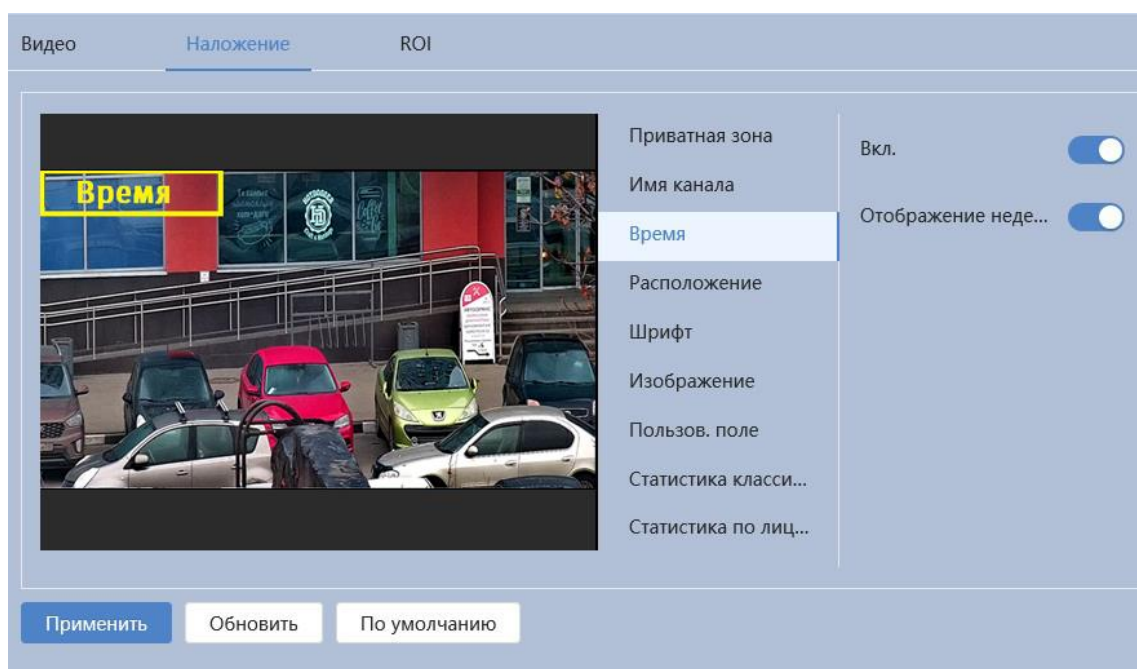 Видео
Наложение
ROI
Время
Приватная зона
Имя канала
Время
Расположение
Шрифт
Изображение
Пользов. поле
Статистика класси...
Статистика по лиц...
Вкл.
Отображение неде...
Применить
Обновить
По умолчанию